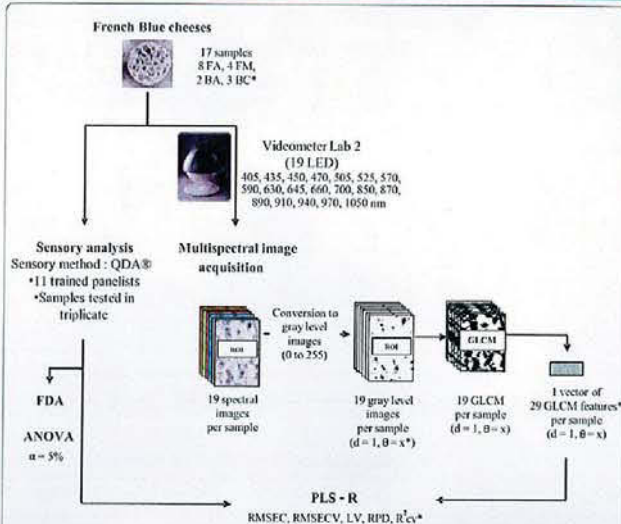 French Blue cheeses
17 samples
8 FA, 4 FM,
2 BA, 3 BC*
Videometer Lab 2
(19 LED)
405, 435, 450, 470, 505, 525, 570,
590, 630, 645, 660, 700, 850, 870,
890, 910, 940, 970, 1050 nm
Sensory analysis
Sensory method : QDA®
•11 trained panelists
•Samples tested in
triplicate
Multispectral image
acquisition
Conversion to
gray level
images
(0 to 255)
ROI
ROI
GLCM
19 spectral
images
per sample
19 gray level
images
per sample
(d = 1, θ = x*)
19 GLCM
per sample
(d = 1, θ = x)
1 vector of
29 GLCM features*
per sample
(d = 1, θ = x)
FDA
ANOVA
α = 5%
PLS - R
RMSEC, RMSECV, LV, RPD, R²cv*